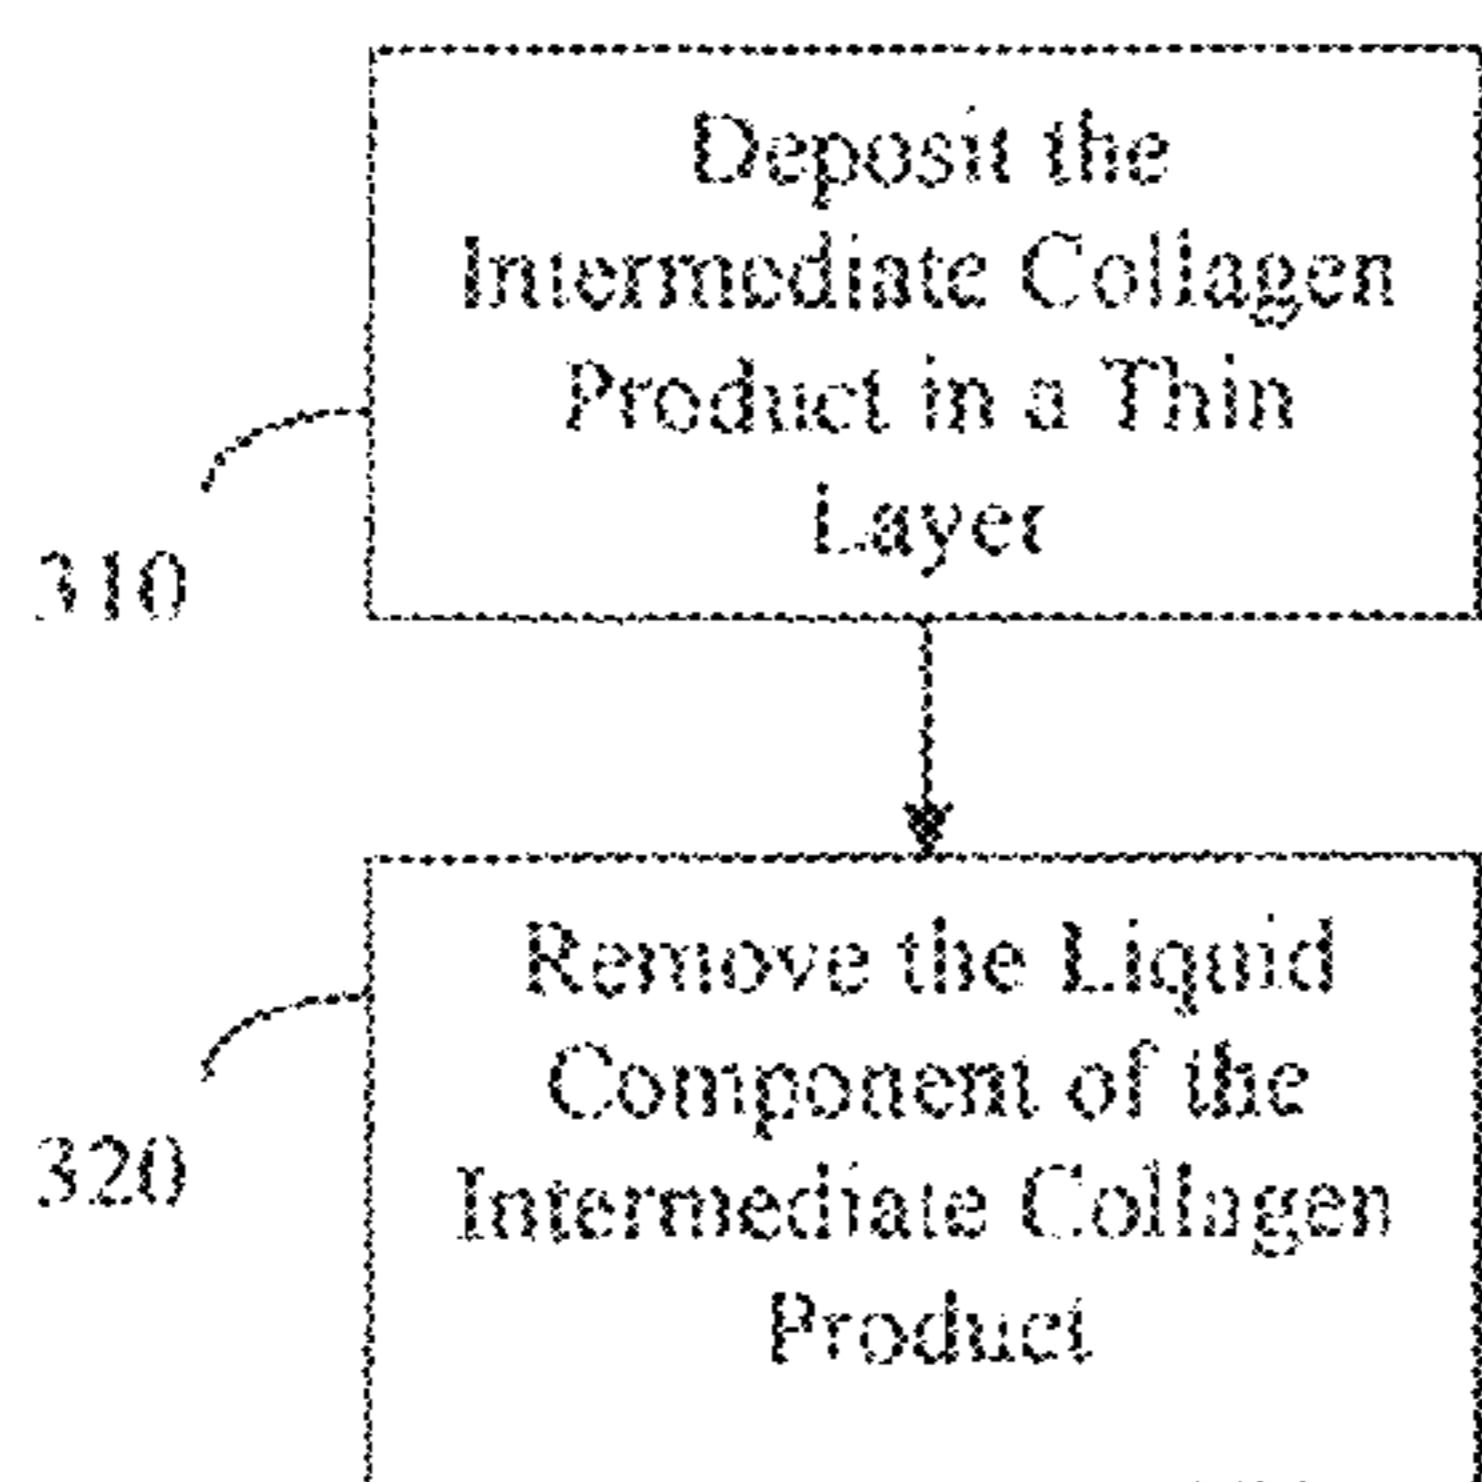 Deposit the
Intermediate Collagen
Product in a Thin
Layer
310
Remove the Liquid
Component of the
Intermediate Collagen
Product
320